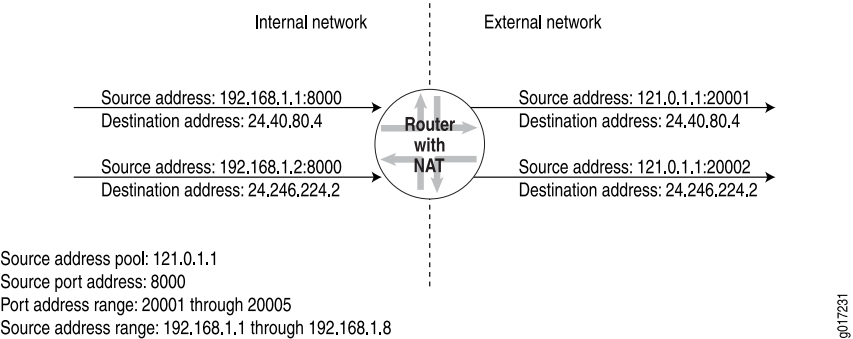 Internal network
External network
Source address: 192.168.1.1:8000
Destination address: 24.40.80.4
Source address: 121.0.1.1:20001
Destination address: 24.40.80.4
Router
with
NAT
Source address: 192.168.1.2:8000
Destination address: 24.246.224.2
Source address: 121.0.1.1:20002
Destination address: 24.246.224.2
Source address pool: 121.0.1.1
Source port address: 8000
Port address range: 20001 through 20005
Source address range: 192.168.1.1 through 192.168.1.8
g017231